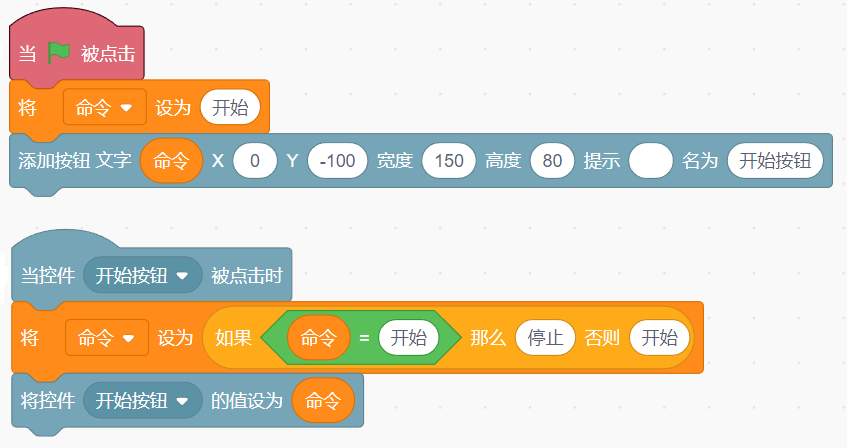 当 被点击
将 命令 设为 开始
添加按钮 文字 命令 X 0 Y -100 宽度 150 高度 80 提示 名为 开始按钮
当控件 开始按钮 被点击时
将 命令 设为 如果 命令 = 开始 那么 停止 否则 开始
将控件 开始按钮 的值设为 命令